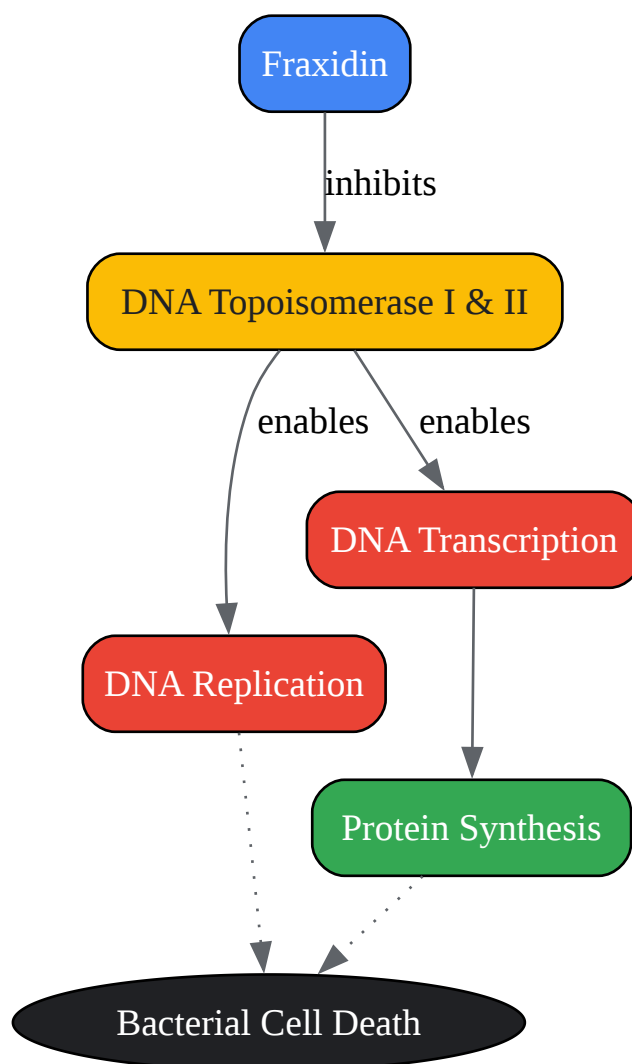 Fraxidin
inhibits
DNA Topoisomerase I & II
enables
enables
DNA Transcription
DNA Replication
Protein Synthesis
Bacterial Cell Death